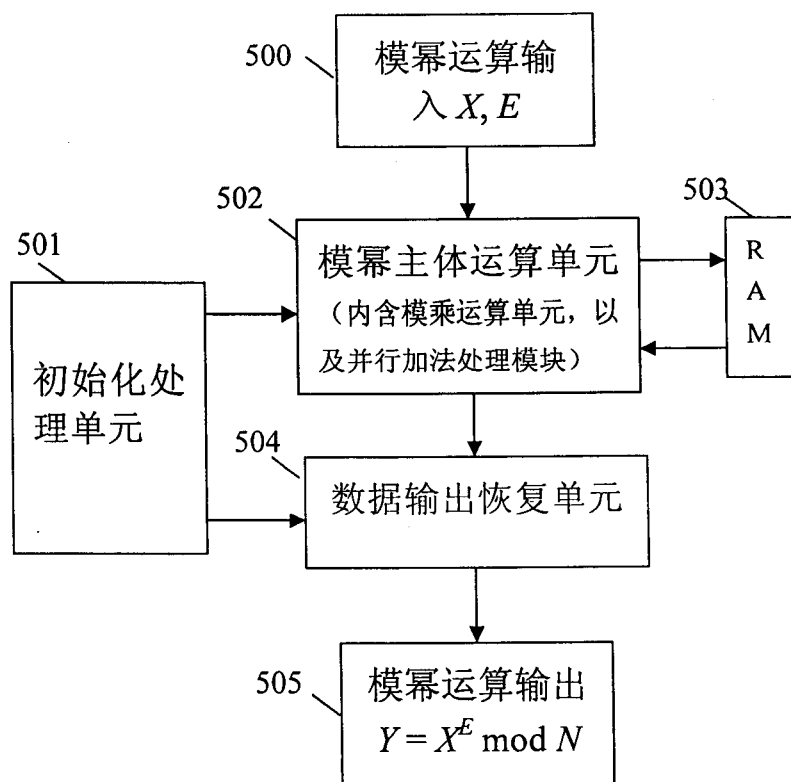 500
模幂运算输
入 X, E
502
503
模幂主体运算单元
(内含模乘运算单元，以
及并行加法处理模块)
R
A
M
501
初始化处
理单元
504
数据输出恢复单元
505
模幂运算输出
Y = X^E mod N